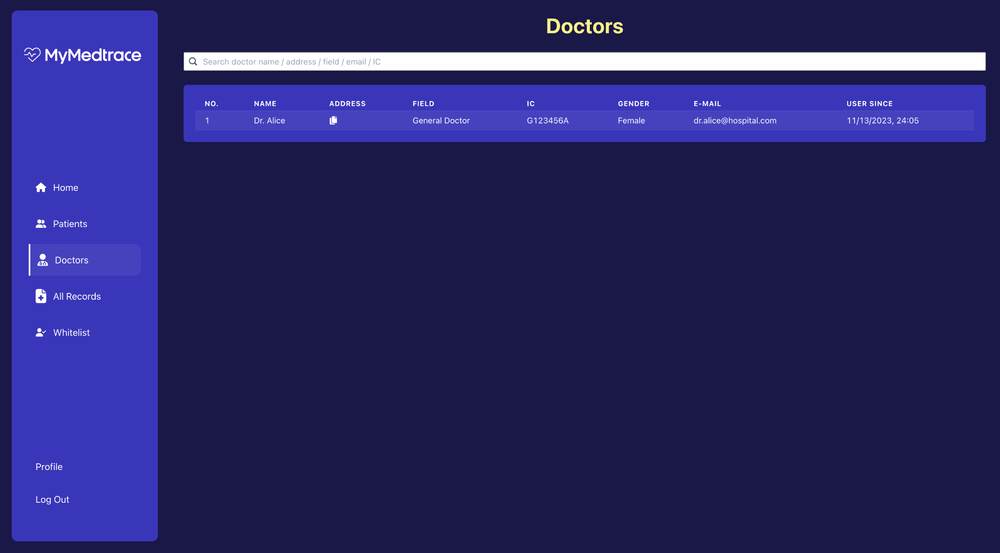 MyMedtrace
Home
Patients
Doctors
All Records
Whitelist
Profile
Log Out
Doctors
Search doctor name / address / field / email / IC
NO. NAME ADDRESS FIELD IC GENDER E-MAIL USER SINCE
1 Dr. Alice General Doctor G123456A Female dr.alice@hospital.com 11/13/2023, 24:05